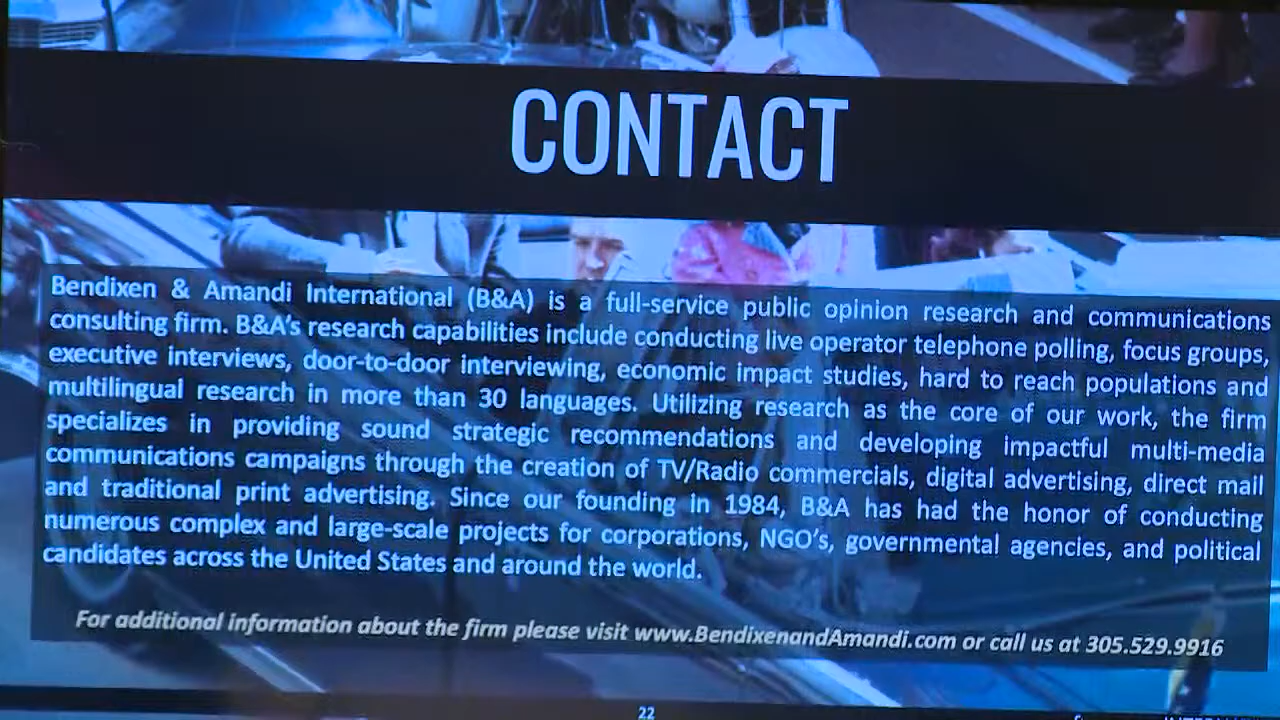 CONTACT
Bendixen & Amandi International (B&A) is a full-service public opinion research and communications
consulting firm. B&A's research capabilities include conducting live operator telephone polling, focus groups,
executive interviews, door-to-door interviewing, economic impact studies, hard to reach populations and
multilingual research in more than 30 languages. Utilizing research as the core of our work, the firm
specializes in providing sound strategic recommendations and developing impactful multi-media
communications campaigns through the creation of TV/Radio commercials, digital advertising, direct mail
and traditional print advertising. Since our founding in 1984, B&A has had the honor of conducting
numerous complex and large-scale projects for corporations, NGO's, governmental agencies, and political
candidates across the United States and around the world.
For additional information about the firm please visit www.BendixenandAmandi.com or call us at 305.529.9916
22